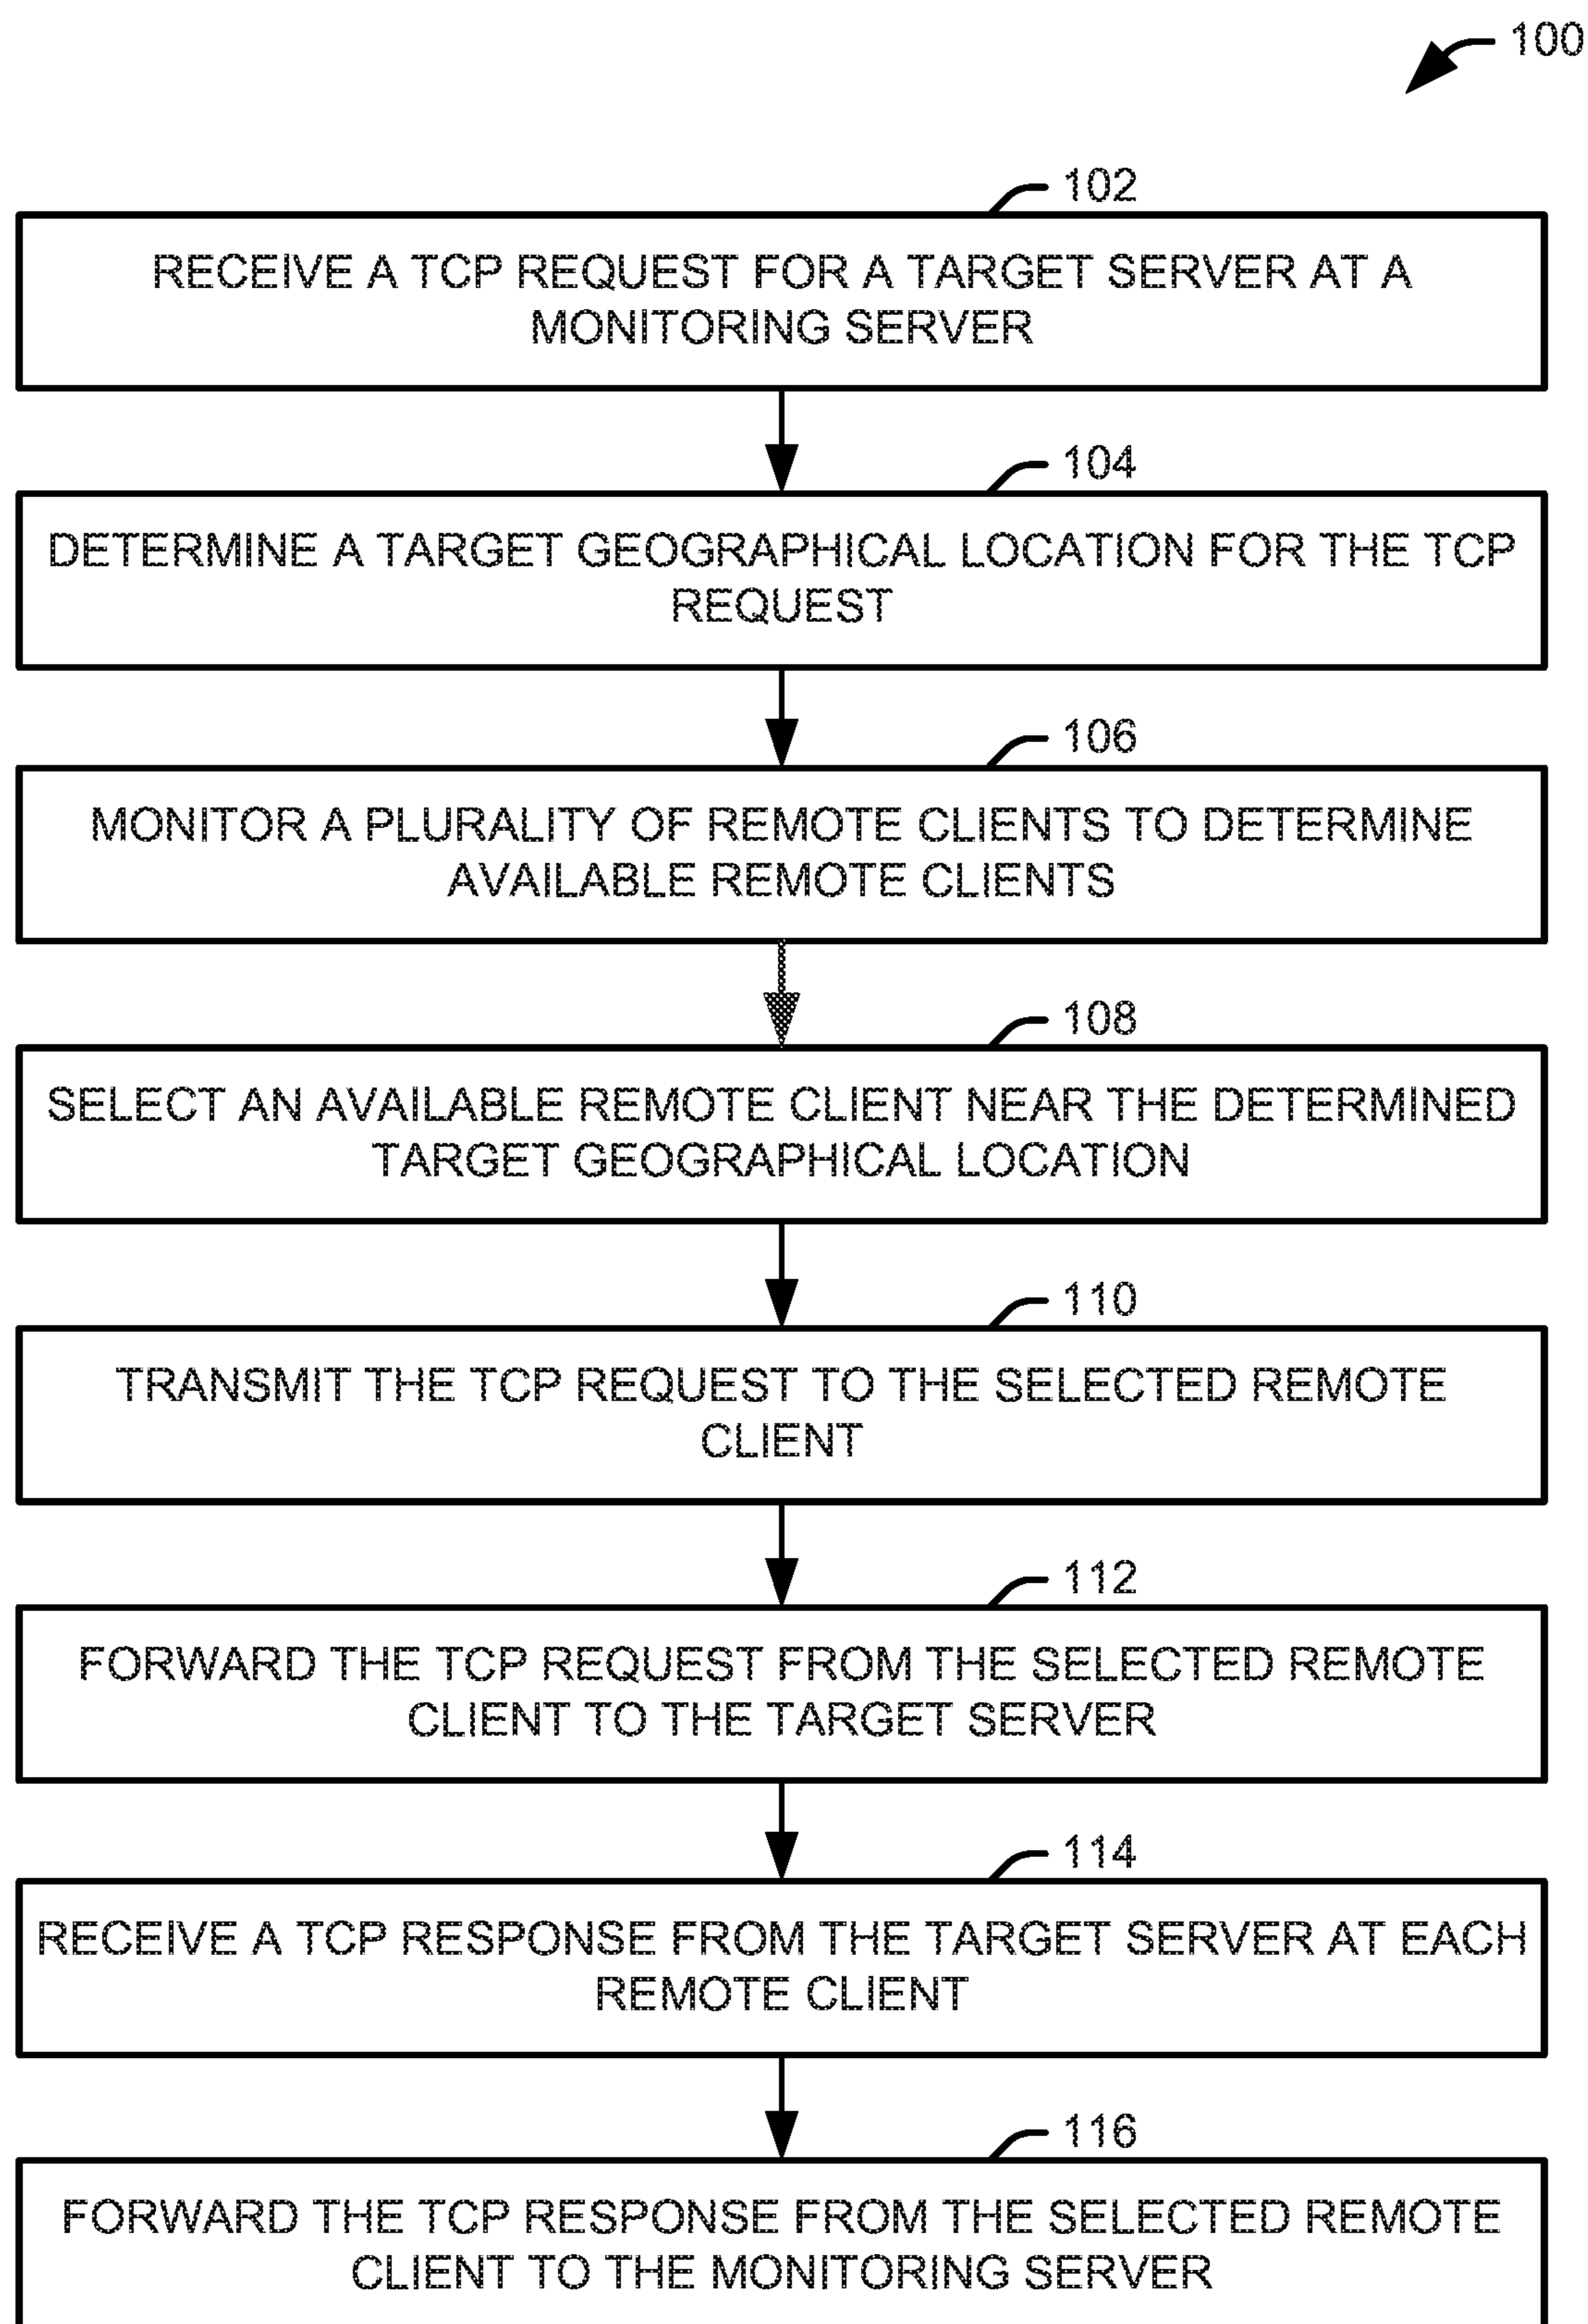 100
102
RECEIVE A TCP REQUEST FOR A TARGET SERVER AT A
MONITORING SERVER
104
DETERMINE A TARGET GEOGRAPHICAL LOCATION FOR THE TCP
REQUEST
106
MONITOR A PLURALITY OF REMOTE CLIENTS TO DETERMINE
AVAILABLE REMOTE CLIENTS
108
SELECT AN AVAILABLE REMOTE CLIENT NEAR THE DETERMINED
TARGET GEOGRAPHICAL LOCATION
110
TRANSMIT THE TCP REQUEST TO THE SELECTED REMOTE
CLIENT
112
FORWARD THE TCP REQUEST FROM THE SELECTED REMOTE
CLIENT TO THE TARGET SERVER
114
RECEIVE A TCP RESPONSE FROM THE TARGET SERVER AT EACH
REMOTE CLIENT
116
FORWARD THE TCP RESPONSE FROM THE SELECTED REMOTE
CLIENT TO THE MONITORING SERVER